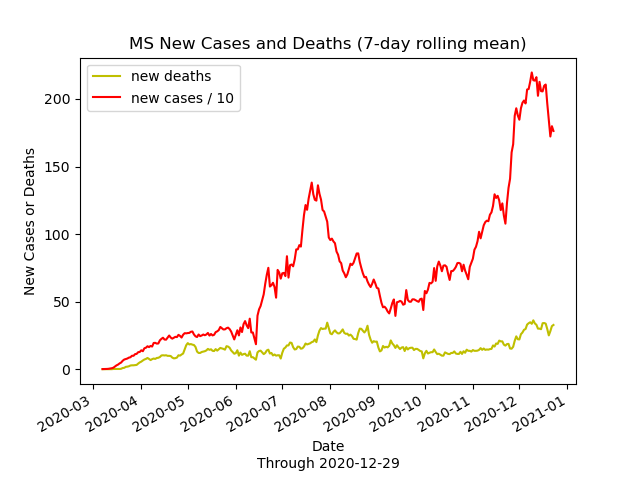 MS New Cases and Deaths (7-day rolling mean)
new deaths
new cases / 10
New Cases or Deaths
200
150
100
50
0
2020-03
2020-04
2020-05
2020-06
2020-07
2020-08
2020-09
2020-10
2020-11
2020-12
2021-01
Date
Through 2020-12-29